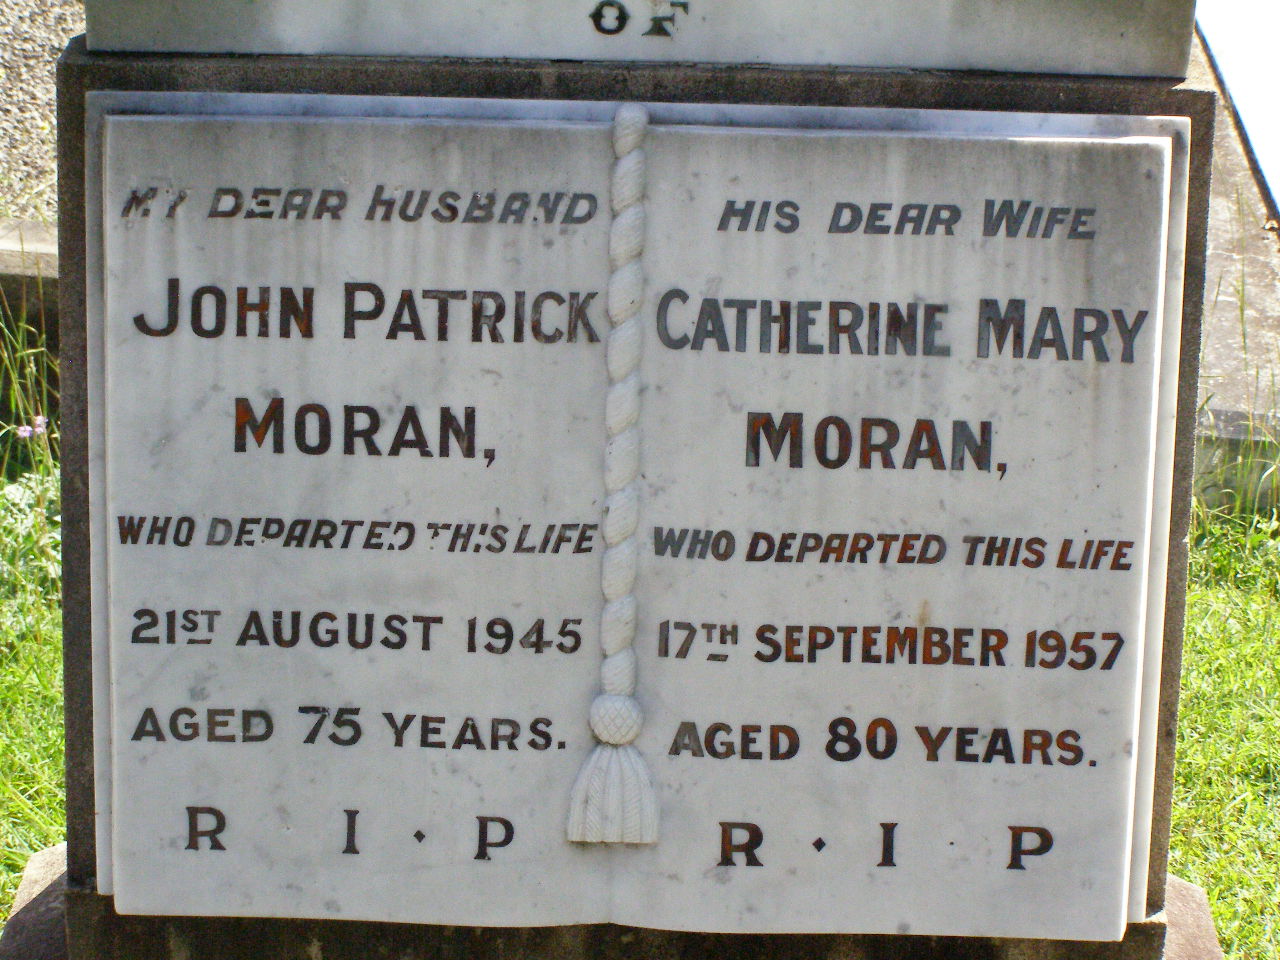 OF
MY DEAR HUSBAND
JOHN PATRICK
MORAN,
WHO DEPARTED THIS LIFE
21ST AUGUST 1945
AGED 75 YEARS.
R I · P
HIS DEAR WIFE
CATHERINE MARY
MORAN,
WHO DEPARTED THIS LIFE
17TH SEPTEMBER 1957
AGED 80 YEARS.
R · I P